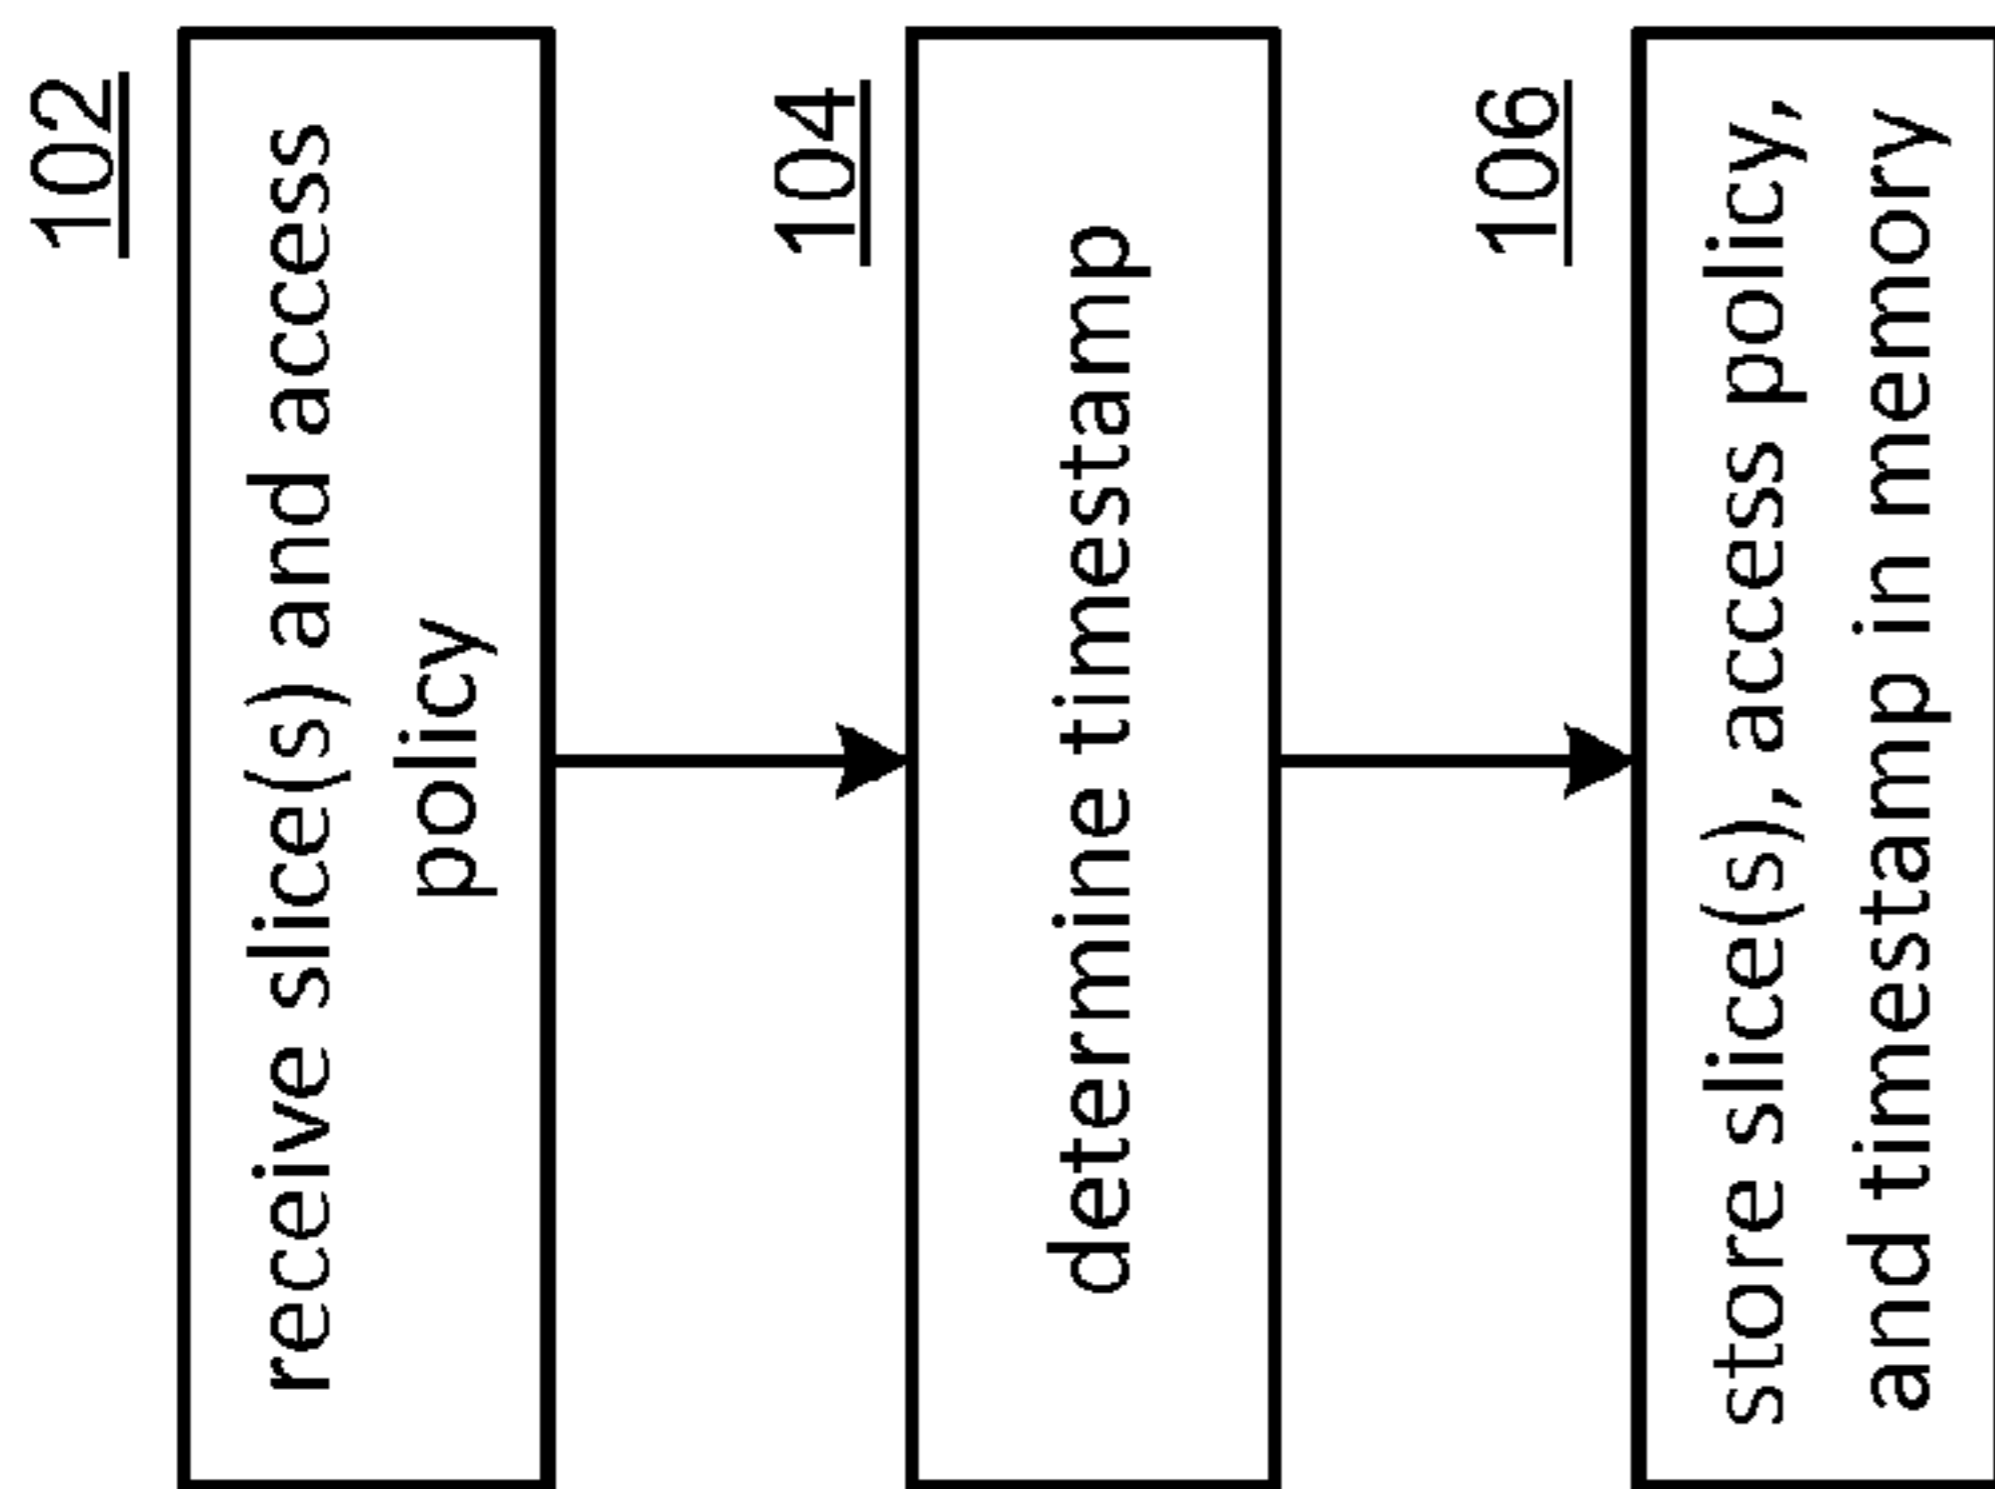 102
receive slice(s) and access
policy
104
determine timestamp
106
store slice(s), access policy,
and timestamp in memory